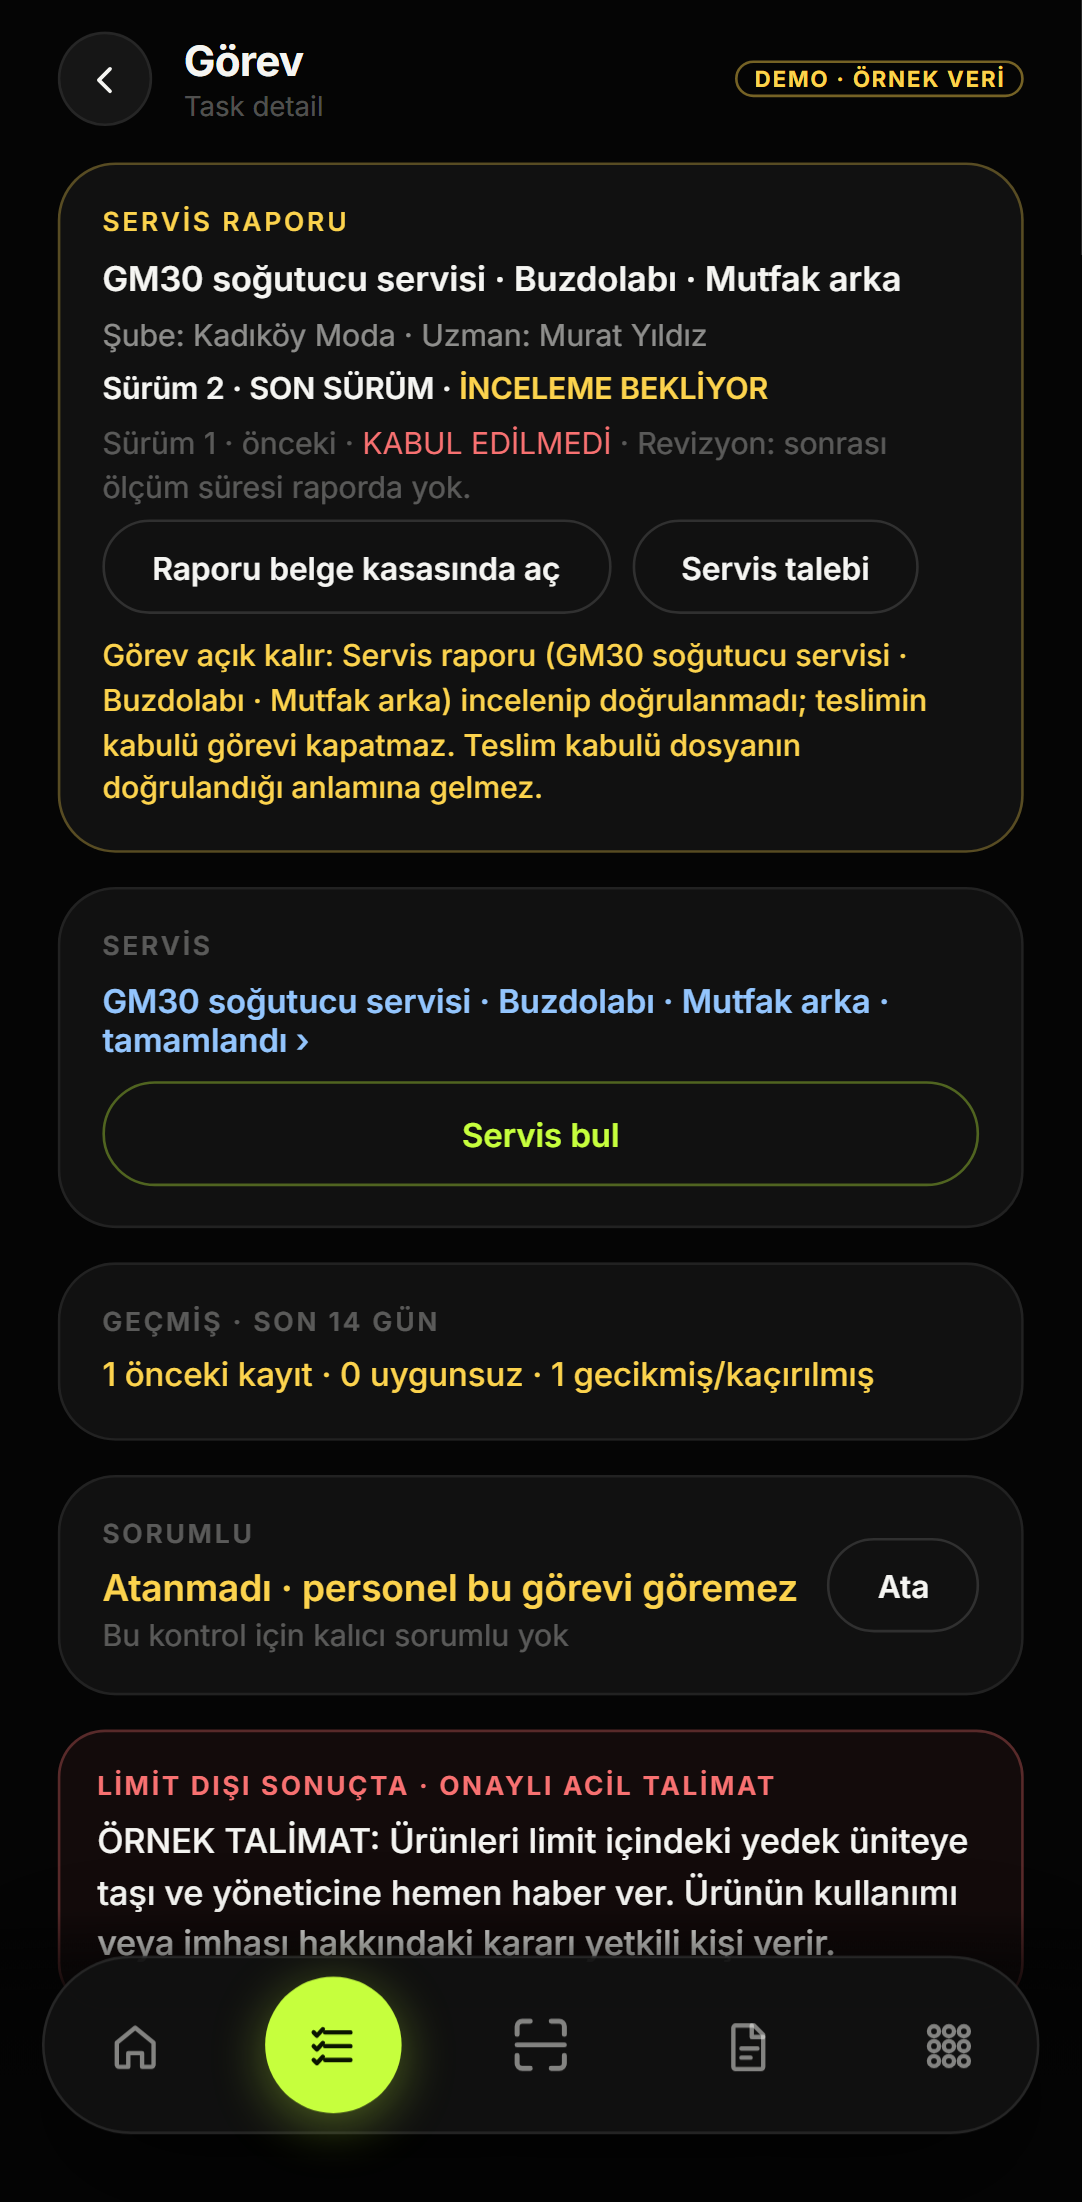 Görev
Task detail
DEMO · ÖRNEK VERİ
SERVİS RAPORU
GM30 soğutucu servisi · Buzdolabı · Mutfak arka
Şube: Kadıköy Moda · Uzman: Murat Yıldız
Sürüm 2 · SON SÜRÜM · İNCELEME BEKLİYOR
Sürüm 1 · önceki · KABUL EDİLMEDİ · Revizyon: sonrası
ölçüm süresi raporda yok.
Raporu belge kasasında aç
Servis talebi
Görev açık kalır: Servis raporu (GM30 soğutucu servisi ·
Buzdolabı · Mutfak arka) incelenip doğrulanmadı; teslimin
kabulü görevi kapatmaz. Teslim kabulü dosyanın
doğrulandığı anlamına gelmez.
SERVİS
GM30 soğutucu servisi · Buzdolabı · Mutfak arka ·
tamamlandı ›
Servis bul
GEÇMİŞ · SON 14 GÜN
1 önceki kayıt · 0 uygunsuz · 1 gecikmiş/kaçırılmış
SORUMLU
Atanmadı · personel bu görevi göremez
Bu kontrol için kalıcı sorumlu yok
Ata
LİMİT DIŞI SONUÇTA · ONAYLI ACİL TALİMAT
ÖRNEK TALİMAT: Ürünleri limit içindeki yedek üniteye
taşı ve yöneticine hemen haber ver. Ürünün kullanımı
veya imhası hakkındaki kararı yetkili kişi verir.